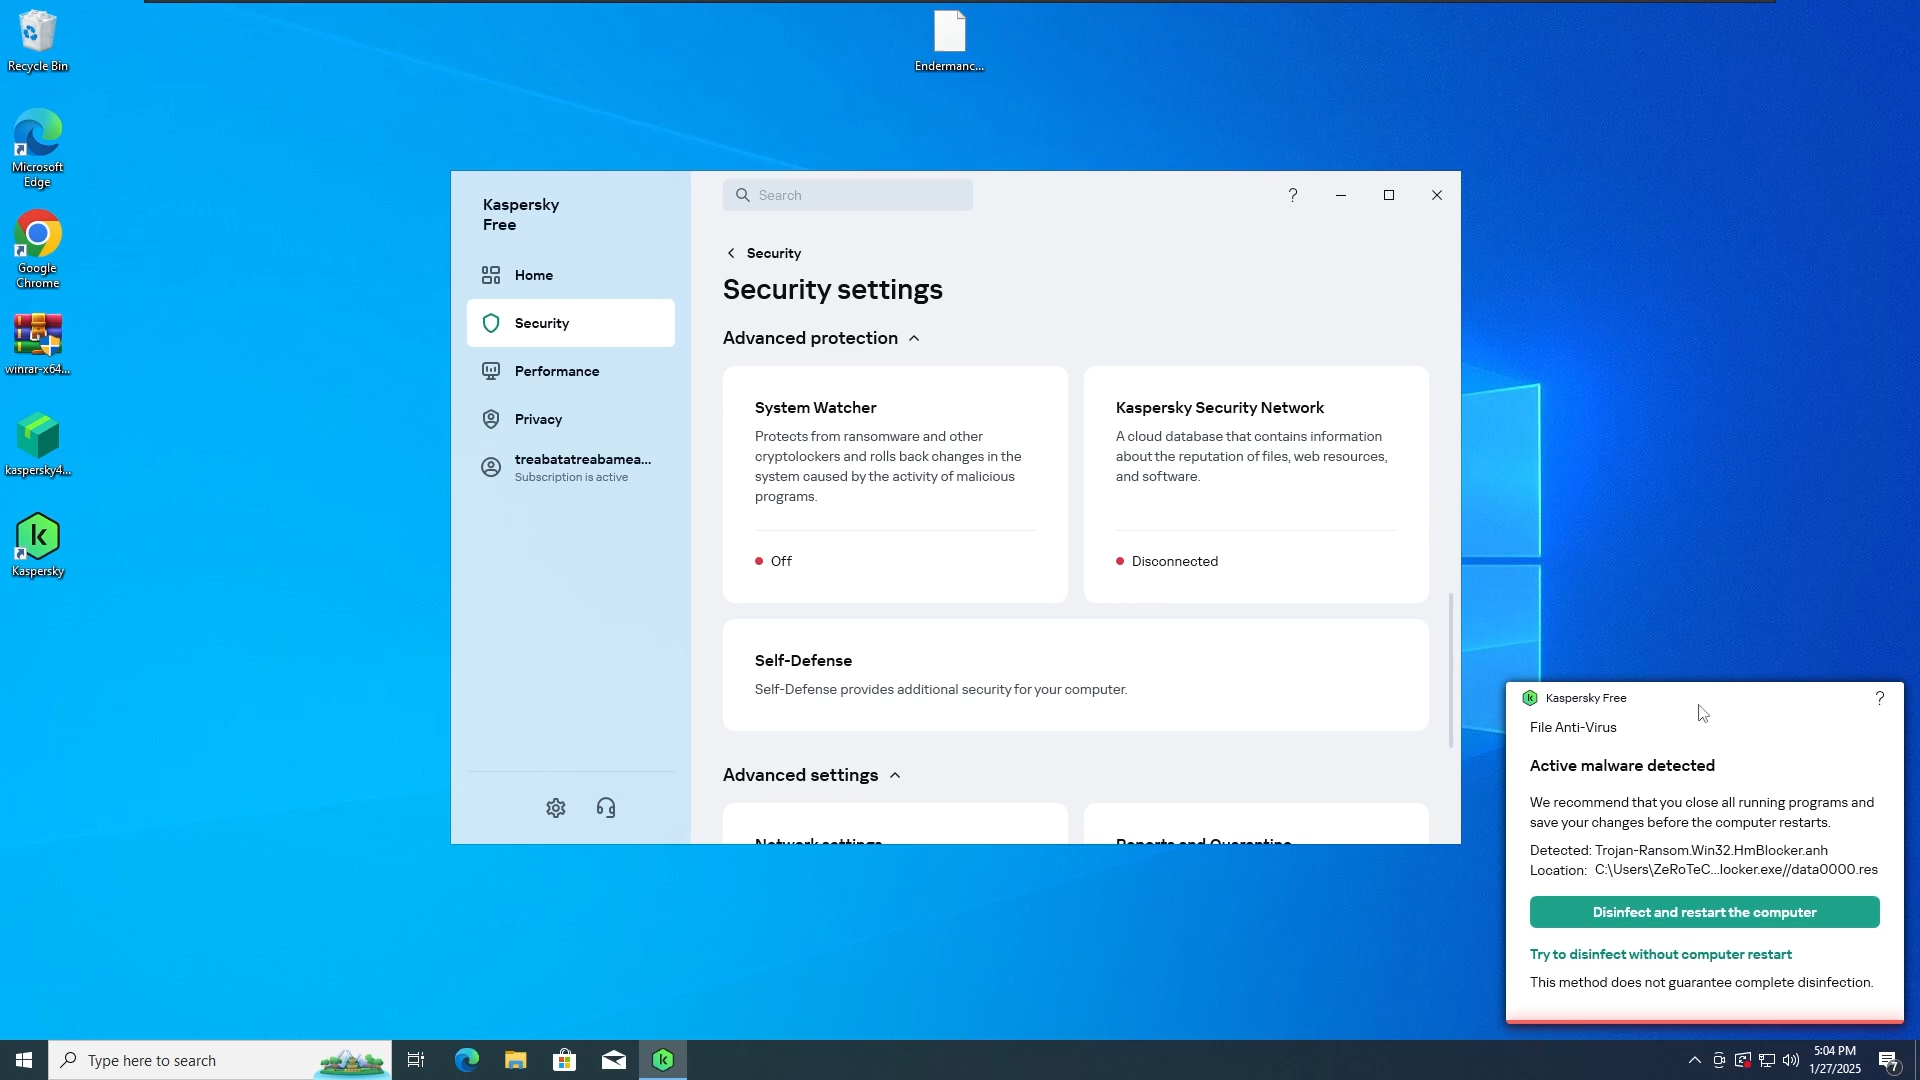 Recycle Bin
Endermanc...
Microsoft
Edge
Google
Chrome
winrar-x64...
kaspersky4...
Kaspersky
Kaspersky
Free
Home
Security
Performance
Privacy
treabatatreabamea...
Subscription is active
Search
?
Security
Security settings
Advanced protection
System Watcher
Protects from ransomware and other
cryptolockers and rolls back changes in the
system caused by the activity of malicious
programs.
Off
Kaspersky Security Network
A cloud database that contains information
about the reputation of files, web resources,
and software.
Disconnected
Self-Defense
Self-Defense provides additional security for your computer.
Advanced settings
Network settings
Reports and Quarantine
Kaspersky Free
?
File Anti-Virus
Active malware detected
We recommend that you close all running programs and
save your changes before the computer restarts.
Detected: Trojan-Ransom.Win32.HmBlocker.anh
Location: C:\Users\ZeRoTeC...locker.exe//data0000.res
Disinfect and restart the computer
Try to disinfect without computer restart
This method does not guarantee complete disinfection.
Type here to search
5:04 PM
1/27/2025
7